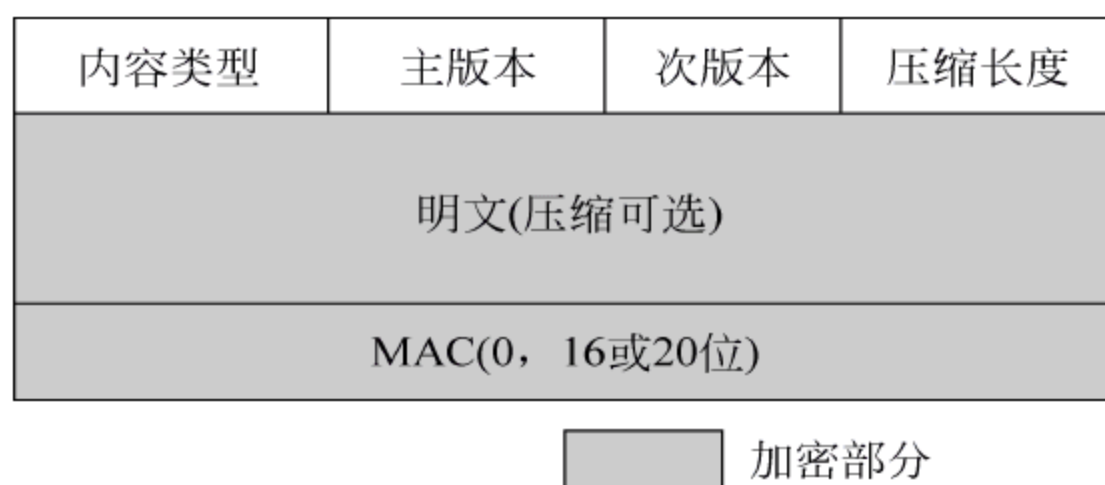 内容类型 主版本 次版本 压缩长度
明文(压缩可选)
MAC(0，16或20位)
加密部分